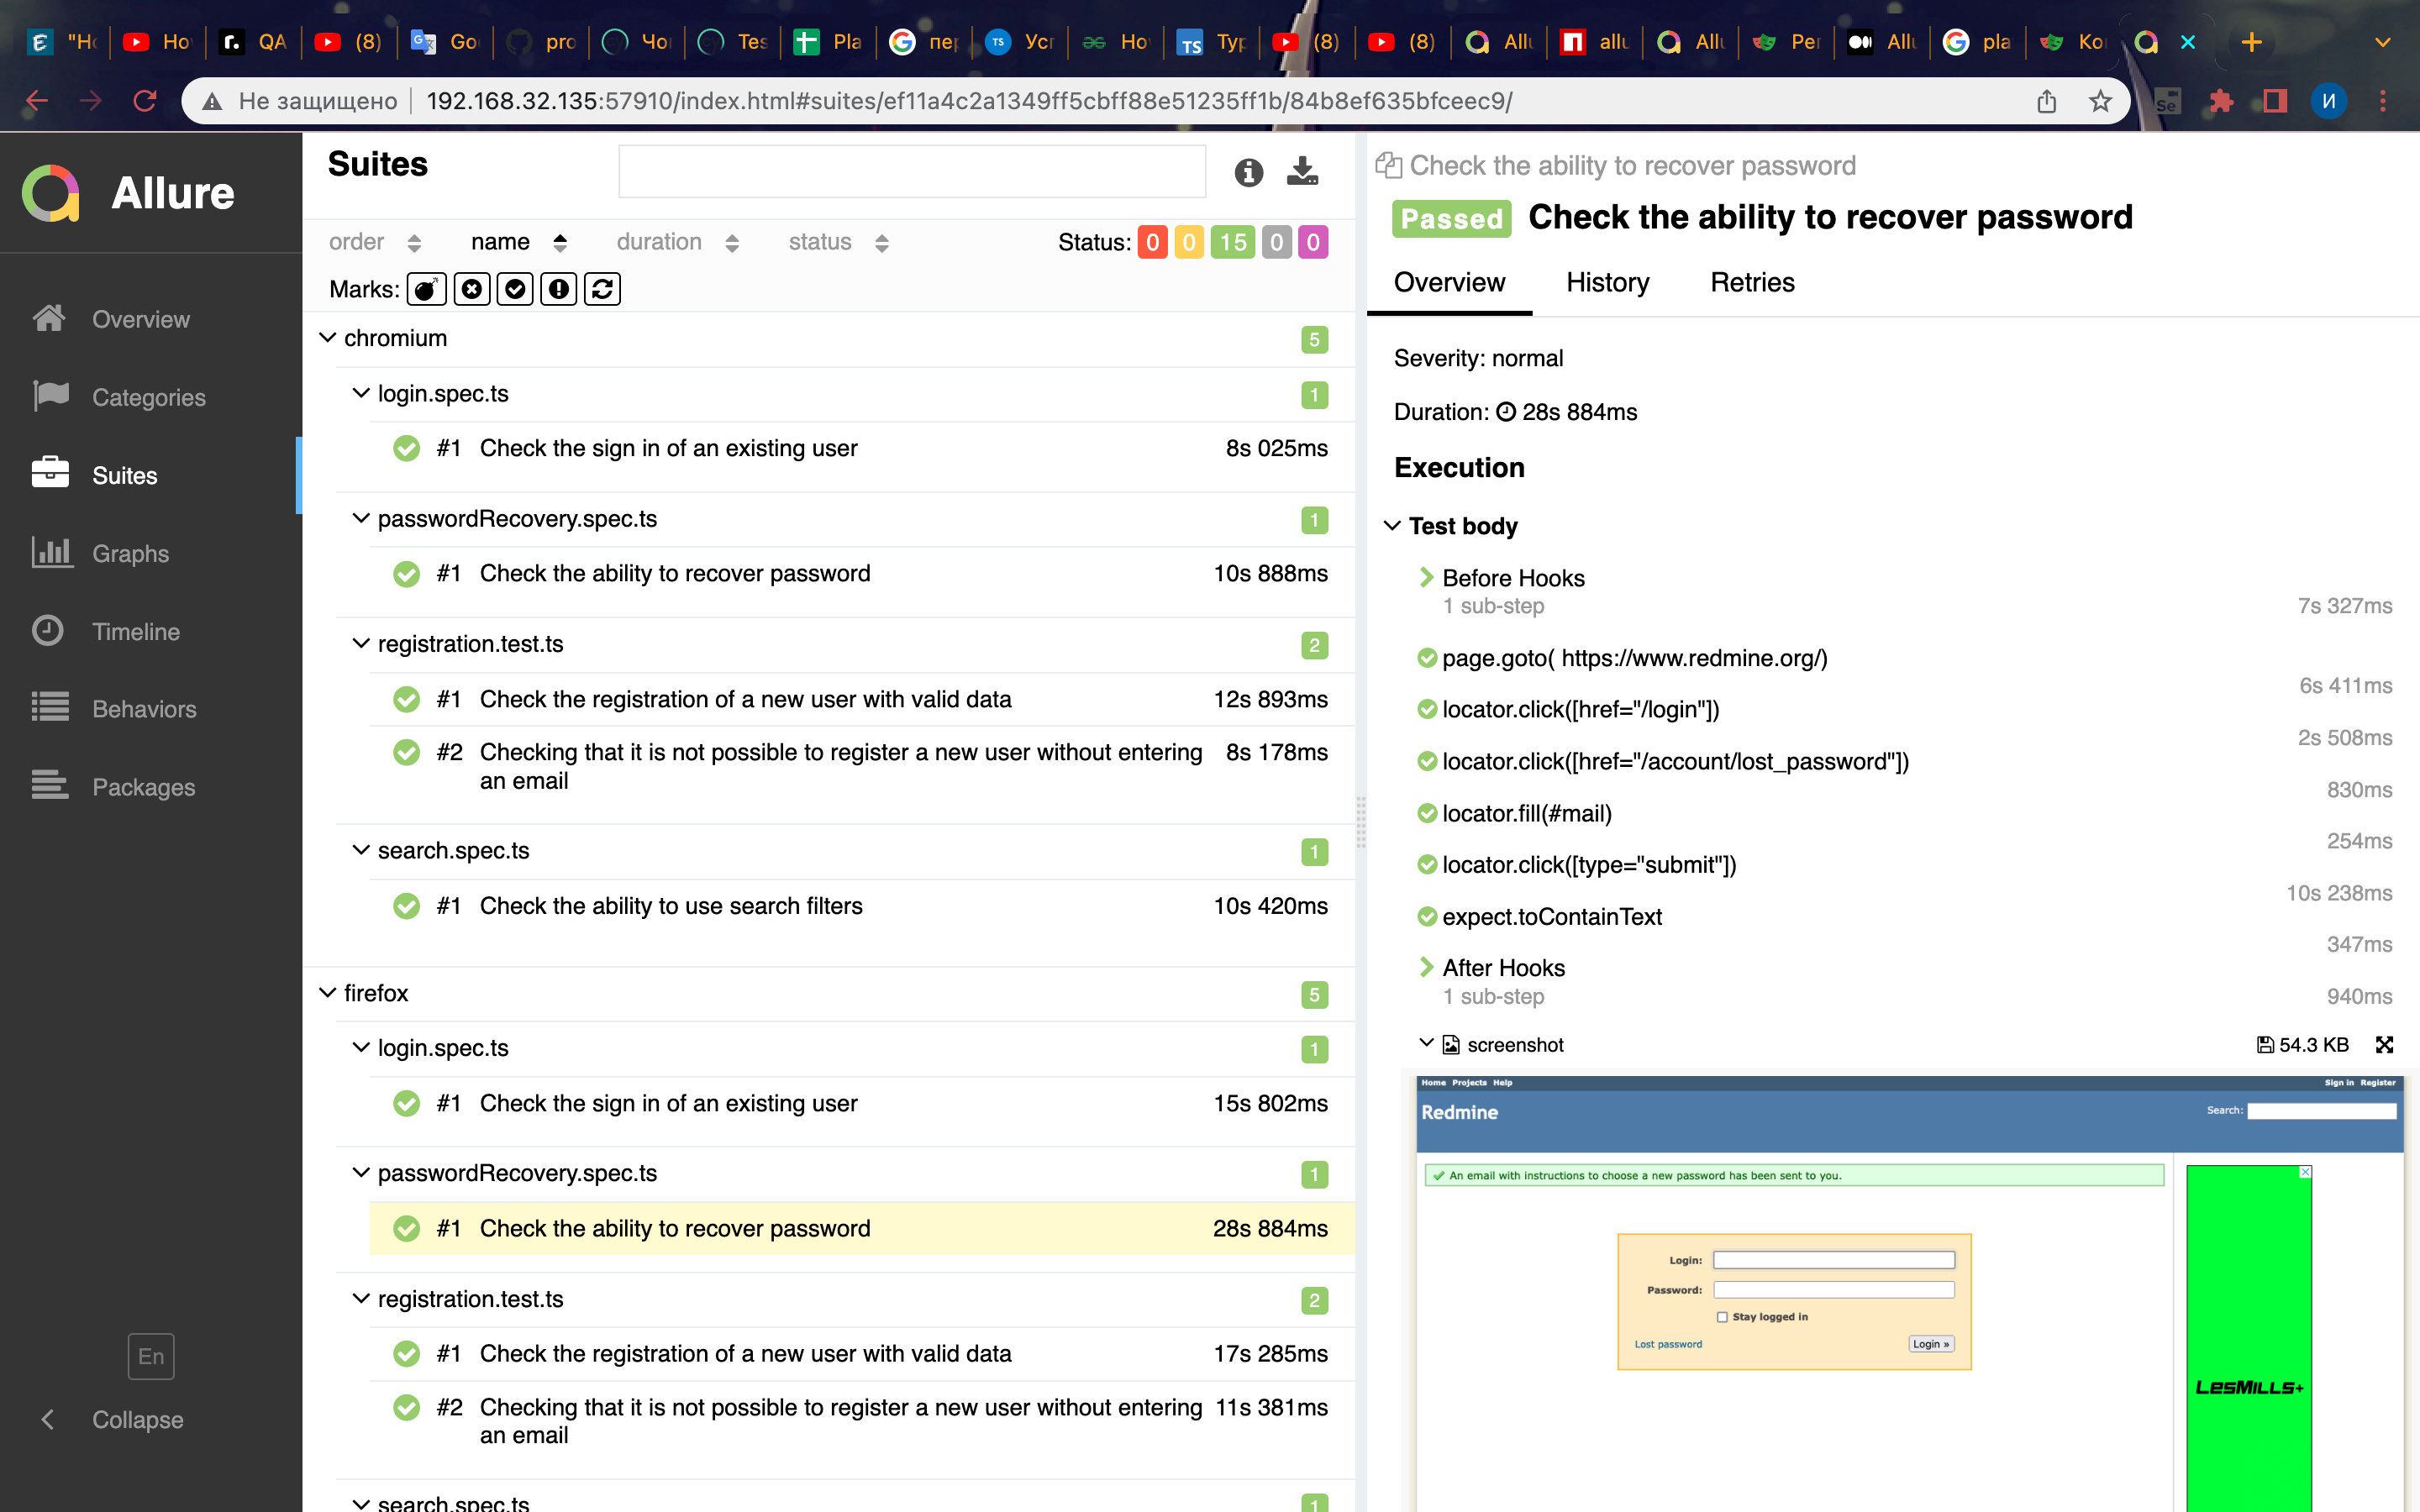 "Но
Но
QA
(8)
Go
pro
Чо
Tes
Pla
пер
Уст
Но
Typ
(8)
(8)
Allu
allu
Allu
Per
Allu
pla
Ко
Не защищено
192.168.32.135:57910/index.html#suites/ef11a4c2a1349ff5cbff88e51235ff1b/84b8ef635bfceec9/
Se
И
Allure
Overview
Categories
Suites
Graphs
Timeline
Behaviors
Packages
En
Collapse
Suites
order name duration status Status: 0 0 15 0 0
Marks:
chromium 5
login.spec.ts 1
#1 Check the sign in of an existing user 8s 025ms
passwordRecovery.spec.ts 1
#1 Check the ability to recover password 10s 888ms
registration.test.ts 2
#1 Check the registration of a new user with valid data 12s 893ms
#2 Checking that it is not possible to register a new user without entering 8s 178ms
an email
search.spec.ts 1
#1 Check the ability to use search filters 10s 420ms
firefox 5
login.spec.ts 1
#1 Check the sign in of an existing user 15s 802ms
passwordRecovery.spec.ts 1
#1 Check the ability to recover password 28s 884ms
registration.test.ts 2
#1 Check the registration of a new user with valid data 17s 285ms
#2 Checking that it is not possible to register a new user without entering 11s 381ms
an email
search.spec.ts 1
Check the ability to recover password
Passed Check the ability to recover password
Overview History Retries
Severity: normal
Duration: 28s 884ms
Execution
Test body
Before Hooks
1 sub-step 7s 327ms
page.goto( https://www.redmine.org/)
6s 411ms
locator.click([href="/login"])
2s 508ms
locator.click([href="/account/lost_password"])
830ms
locator.fill(#mail)
254ms
locator.click([type="submit"])
10s 238ms
expect.toContainText
347ms
After Hooks
1 sub-step 940ms
screenshot 54.3 KB
Home Projects Help Sign in Register
Redmine Search:
An email with instructions to choose a new password has been sent to you.
Login:
Password:
Stay logged in
Lost password Login »
LesMills+